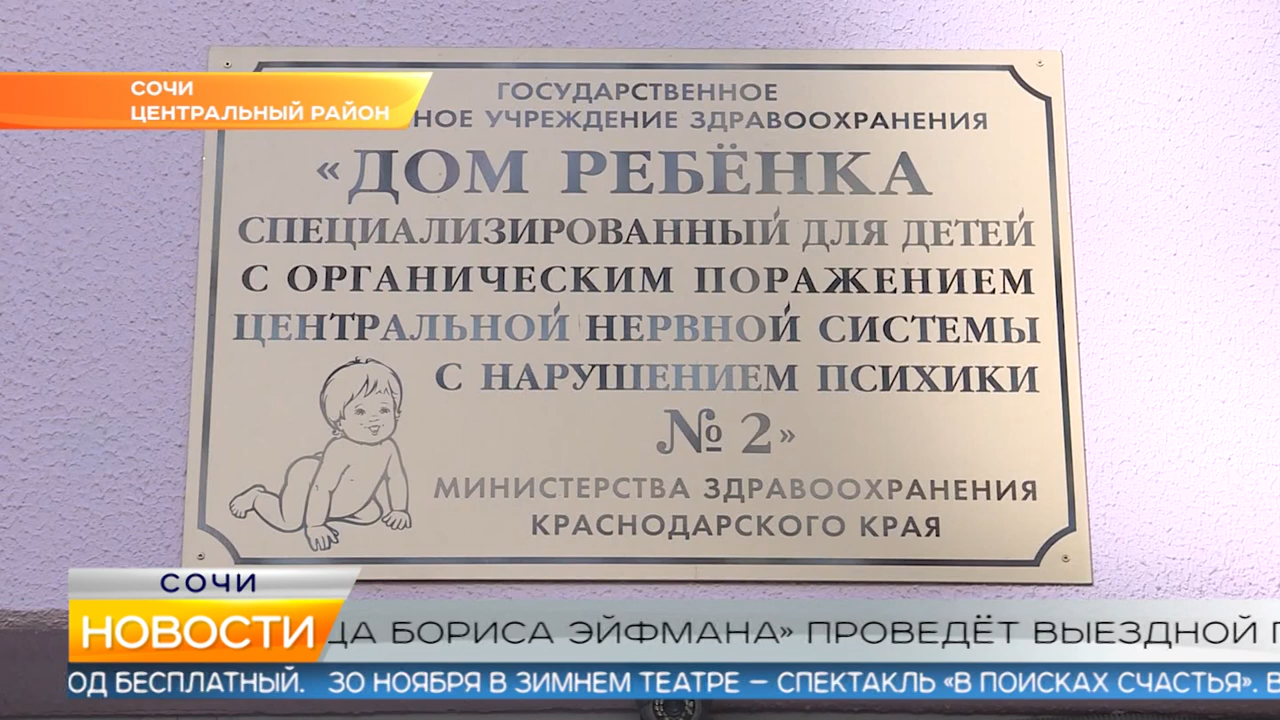 СОЧИ
ЦЕНТРАЛЬНЫЙ РАЙОН
ГОСУДАРСТВЕННОЕ
НОЕ УЧРЕЖДЕНИЕ ЗДРАВООХРАНЕНИЯ
«ДОМ РЕБЁНКА
СПЕЦИАЛИЗИРОВАННЫЙ ДЛЯ ДЕТЕЙ
С ОРГАНИЧЕСКИМ ПОРАЖЕНИЕМ
ЦЕНТРАЛЬНОЙ НЕРВНОЙ СИСТЕМЫ
С НАРУШЕНИЕМ ПСИХИКИ
№ 2»
МИНИСТЕРСТВА ЗДРАВООХРАНЕНИЯ
КРАСНОДАРСКОГО КРАЯ
СОЧИ
НОВОСТИ
ЦА БОРИСА ЭЙФМАНА» ПРОВЕДЁТ ВЫЕЗДНОЙ
ОД БЕСПЛАТНЫЙ. 30 НОЯБРЯ В ЗИМНЕМ ТЕАТРЕ – СПЕКТАКЛЬ «В ПОИСКАХ СЧАСТЬЯ». В